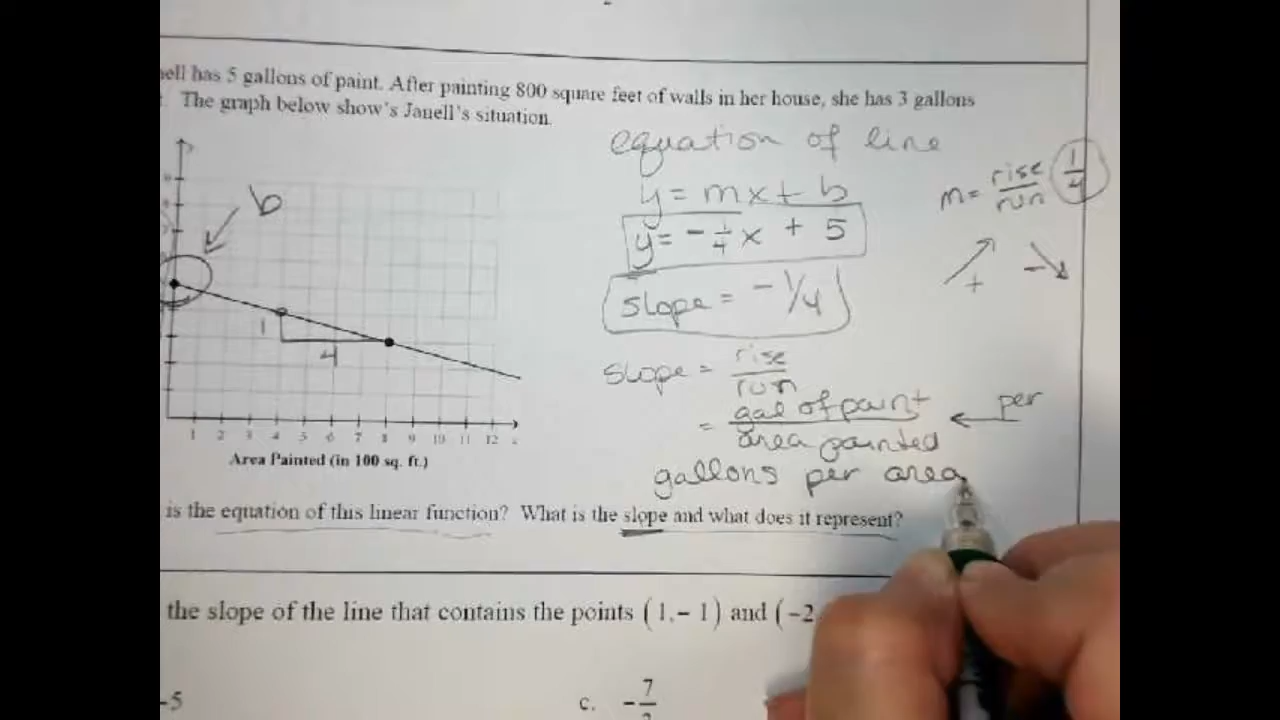 ell has 5 gallons of paint. After painting 800 square feet of walls in her house, she has 3 gallons
The graph below show's Janell's situation.
equation of line
y = mx + b
y = - 1/4 x + 5
slope = - 1/4
m = rise/run 1/4
+ -
b
1
4
slope = rise/run
= gal of paint/area painted ← per
gallons per area
1 2 3 4 5 6 7 8 9 10 11 12
Area Painted (in 100 sq. ft.)
is the equation of this linear function? What is the slope and what does it represent?
the slope of the line that contains the points (1,-1) and (-2
-5
c. -7/